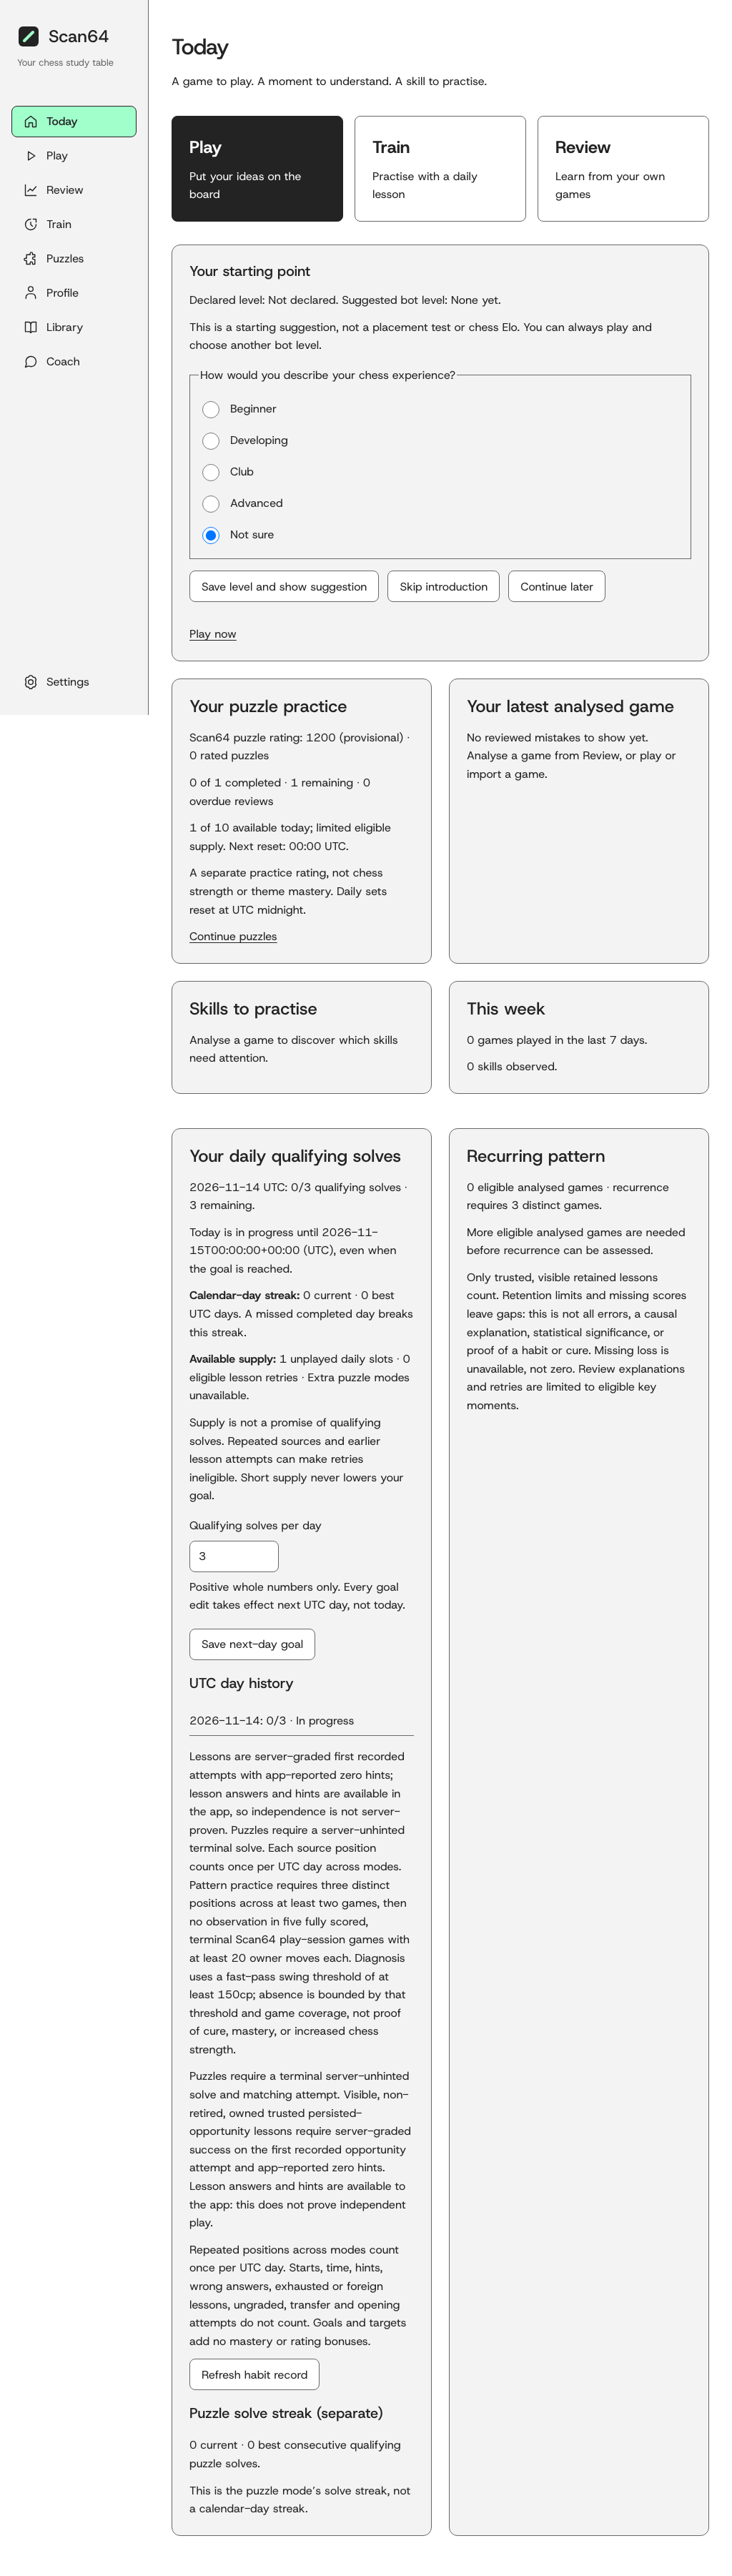 Scan64
Your chess study table
Today
Play
Review
Train
Puzzles
Profile
Library
Coach
Settings
Today
A game to play. A moment to understand. A skill to practise.
Play
Put your ideas on the
board
Train
Practise with a daily
lesson
Review
Learn from your own
games
Your starting point
Declared level: Not declared. Suggested bot level: None yet.
This is a starting suggestion, not a placement test or chess Elo. You can always play and
choose another bot level.
How would you describe your chess experience?
Beginner
Developing
Club
Advanced
Not sure
Save level and show suggestion
Skip introduction
Continue later
Play now
Your puzzle practice
Scan64 puzzle rating: 1200 (provisional) ·
0 rated puzzles
0 of 1 completed · 1 remaining · 0
overdue reviews
1 of 10 available today; limited eligible
supply. Next reset: 00:00 UTC.
A separate practice rating, not chess
strength or theme mastery. Daily sets
reset at UTC midnight.
Continue puzzles
Your latest analysed game
No reviewed mistakes to show yet.
Analyse a game from Review, or play or
import a game.
Skills to practise
Analyse a game to discover which skills
need attention.
This week
0 games played in the last 7 days.
0 skills observed.
Your daily qualifying solves
2026-11-14 UTC: 0/3 qualifying solves ·
3 remaining.
Today is in progress until 2026-11-
15T00:00:00+00:00 (UTC), even when
the goal is reached.
Calendar-day streak: 0 current · 0 best
UTC days. A missed completed day breaks
this streak.
Available supply: 1 unplayed daily slots · 0
eligible lesson retries · Extra puzzle modes
unavailable.
Supply is not a promise of qualifying
solves. Repeated sources and earlier
lesson attempts can make retries
ineligible. Short supply never lowers your
goal.
Qualifying solves per day
3
Positive whole numbers only. Every goal
edit takes effect next UTC day, not today.
Save next-day goal
UTC day history
2026-11-14: 0/3 · In progress
Lessons are server-graded first recorded
attempts with app-reported zero hints;
lesson answers and hints are available in
the app, so independence is not server-
proven. Puzzles require a server-unhinted
terminal solve. Each source position
counts once per UTC day across modes.
Pattern practice requires three distinct
positions across at least two games, then
no observation in five fully scored,
terminal Scan64 play-session games with
at least 20 owner moves each. Diagnosis
uses a fast-pass swing threshold of at
least 150cp; absence is bounded by that
threshold and game coverage, not proof
of cure, mastery, or increased chess
strength.
Puzzles require a terminal server-unhinted
solve and matching attempt. Visible, non-
retired, owned trusted persisted-
opportunity lessons require server-graded
success on the first recorded opportunity
attempt and app-reported zero hints.
Lesson answers and hints are available to
the app: this does not prove independent
play.
Repeated positions across modes count
once per UTC day. Starts, time, hints,
wrong answers, exhausted or foreign
lessons, ungraded, transfer and opening
attempts do not count. Goals and targets
add no mastery or rating bonuses.
Refresh habit record
Puzzle solve streak (separate)
0 current · 0 best consecutive qualifying
puzzle solves.
This is the puzzle mode's solve streak, not
a calendar-day streak.
Recurring pattern
0 eligible analysed games · recurrence
requires 3 distinct games.
More eligible analysed games are needed
before recurrence can be assessed.
Only trusted, visible retained lessons
count. Retention limits and missing scores
leave gaps: this is not all errors, a causal
explanation, statistical significance, or
proof of a habit or cure. Missing loss is
unavailable, not zero. Review explanations
and retries are limited to eligible key
moments.